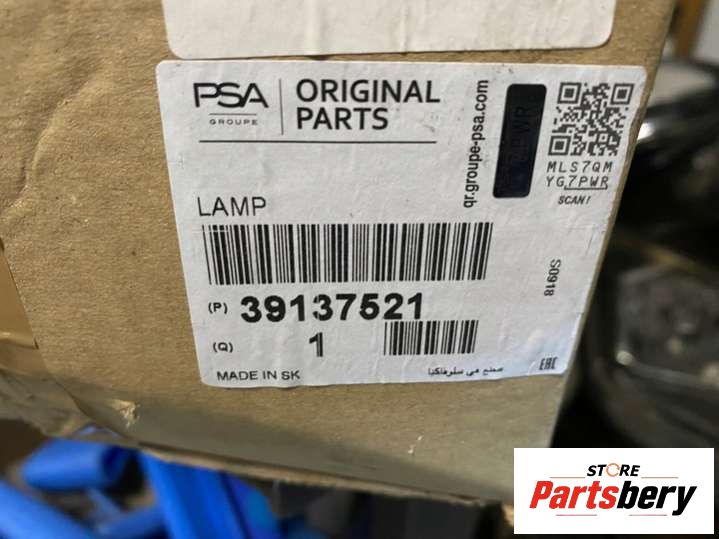 PSA
GROUPE
ORIGINAL
PARTS
qr.groupe-psa.com
7PWR
MLS7QM
YG7PWR
SCAN!
LAMP
S0918
(P) 39137521
(Q) 1
MADE IN SK
صنع في سلوفاكيا
EAC
STORE
Partsbery